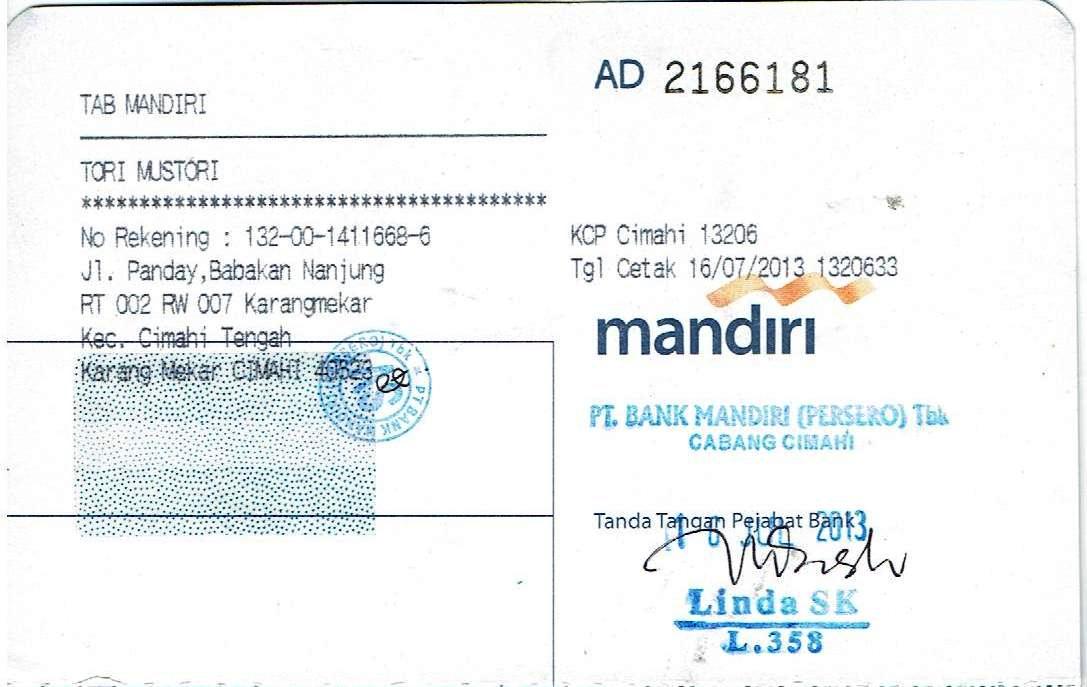 AD 2166181
TAB MANDIRI
TORI MUSTORI
****************************************
No Rekening : 132-00-1411668-6
Jl. Panday,Babakan Nanjung
RT 002 RW 007 Karangmekar
Kec. Cimahi Tengah
Karang Mekar CIMAHI 40523
KCP Cimahi 13206
Tgl Cetak 16/07/2013 1320633
mandiri
PT. BANK MANDIRI (PERSERO) Tbk
CABANG CIMAHI
Tanda Tangan Pejabat Bank
16 JUL 2013
Linda SK
L.358